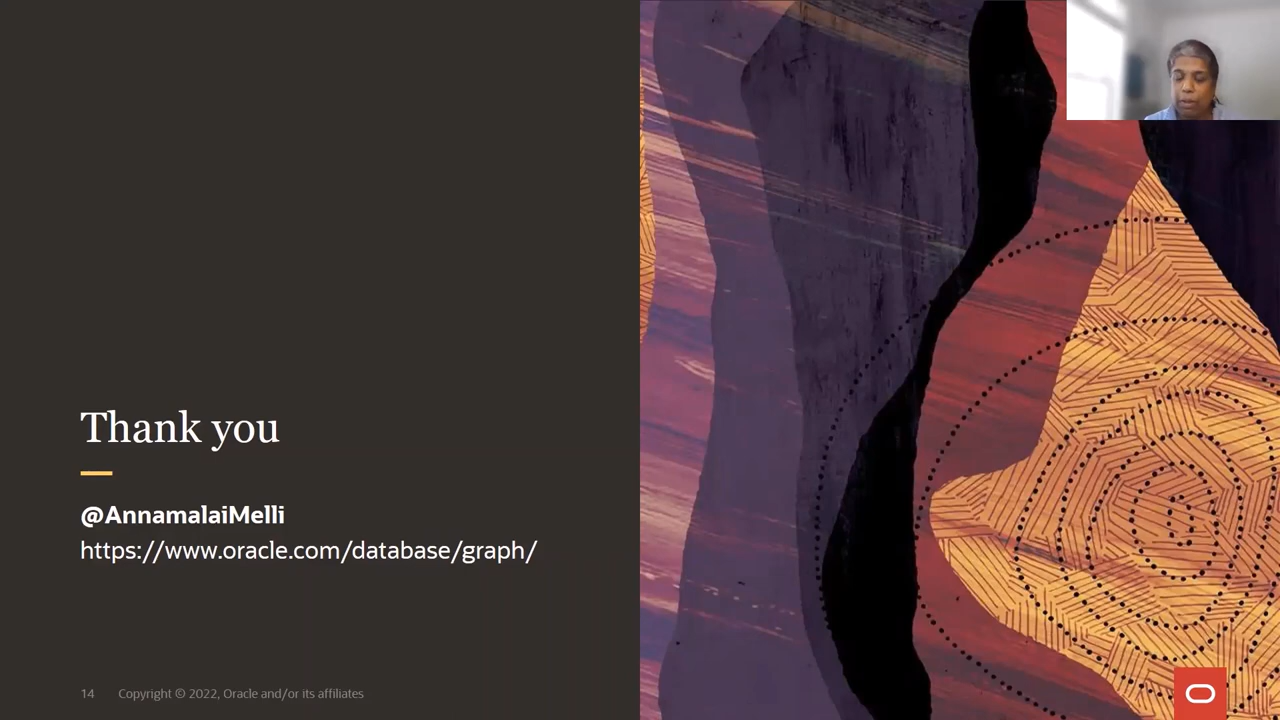 Thank you
@AnnamalaiMelli
https://www.oracle.com/database/graph/
14 Copyright © 2022, Oracle and/or its affiliates